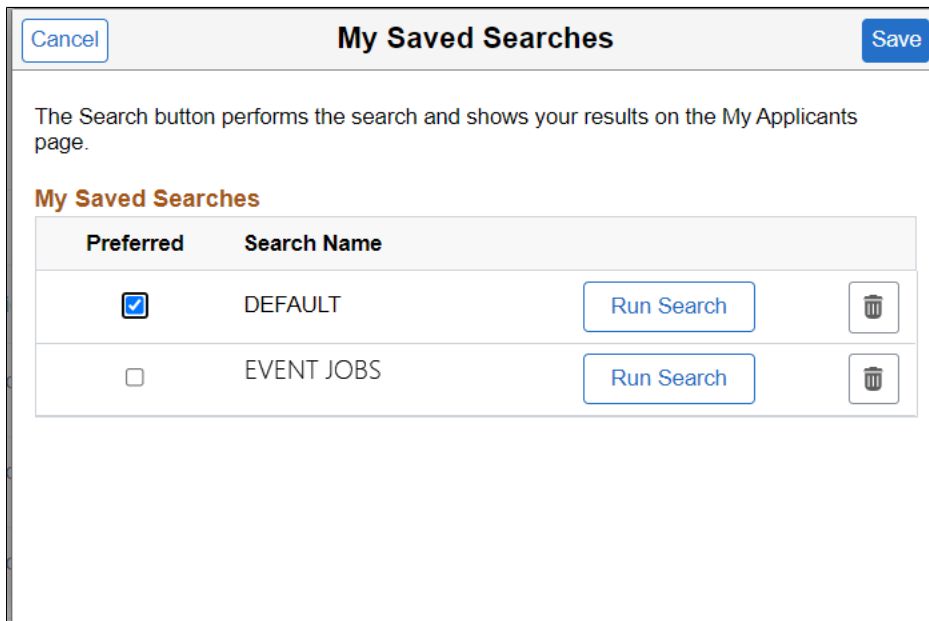 Cancel
My Saved Searches
Save
The Search button performs the search and shows your results on the My Applicants
page.
My Saved Searches
Preferred Search Name
DEFAULT Run Search
EVENT JOBS Run Search